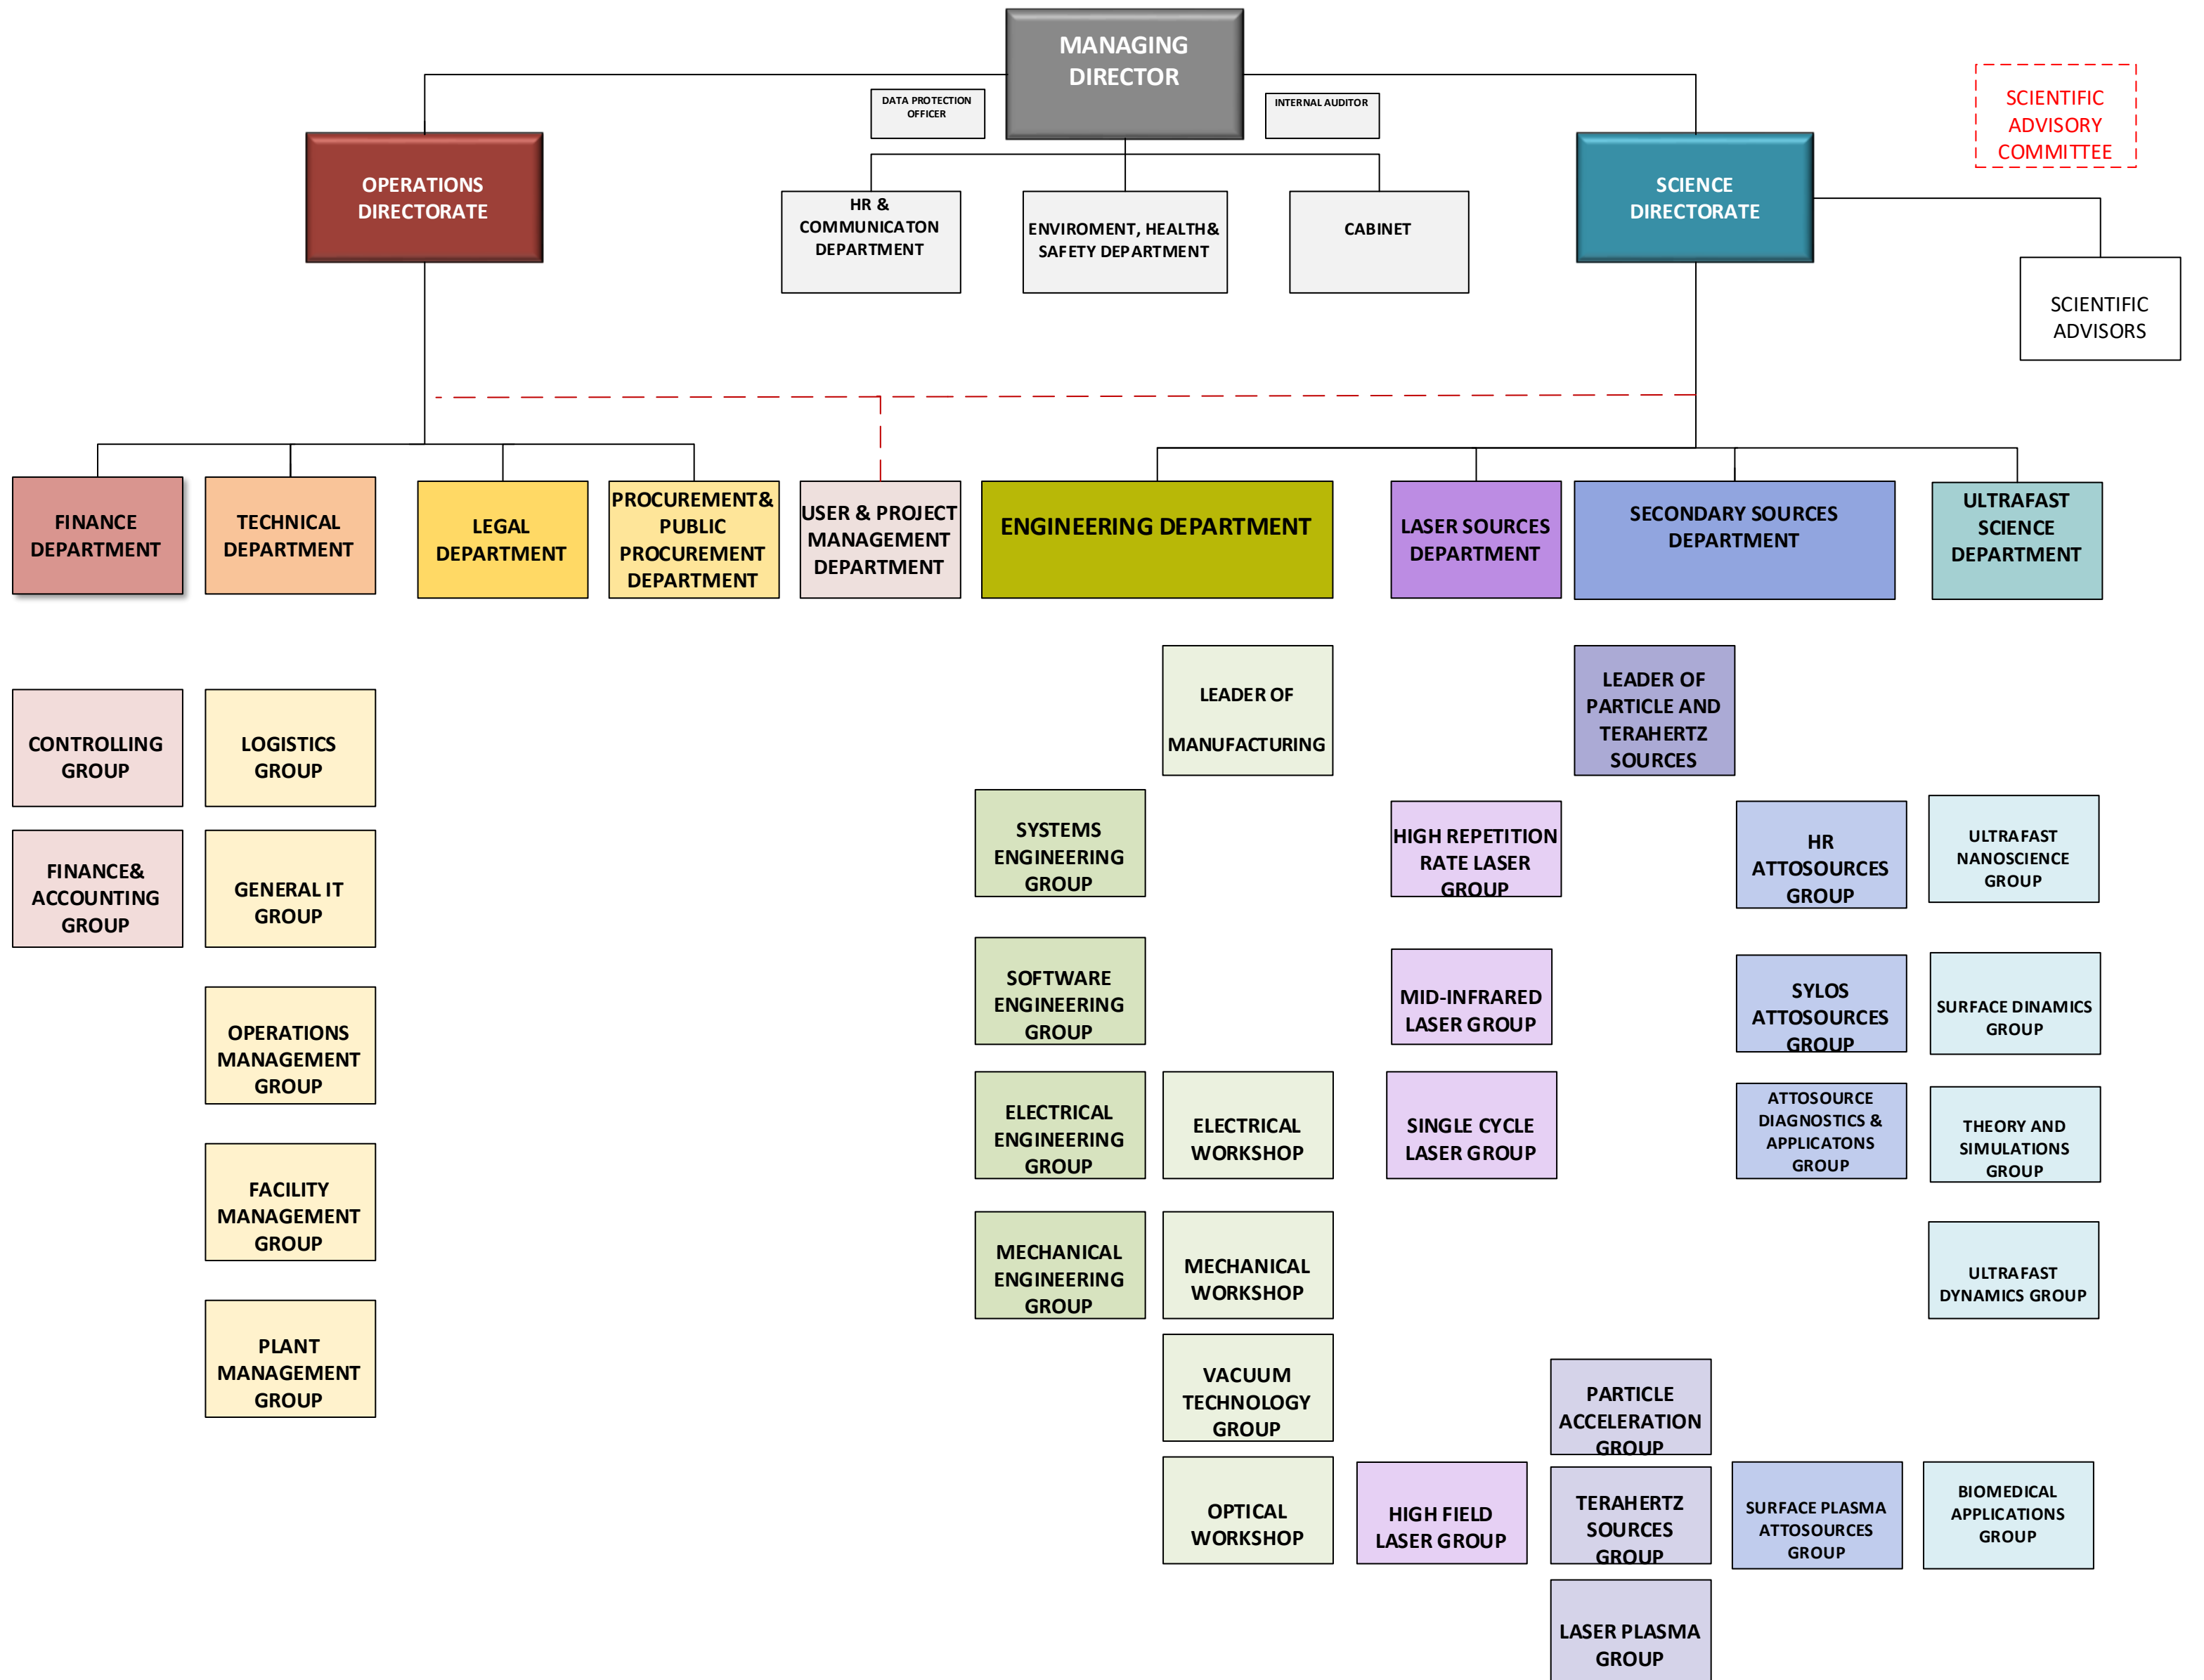 MANAGING
DIRECTOR
DATA PROTECTION
OFFICER
INTERNAL AUDITOR
SCIENTIFIC
ADVISORY
COMMITTEE
OPERATIONS
DIRECTORATE
HR &
COMMUNICATON
DEPARTMENT
ENVIROMENT, HEALTH&
SAFETY DEPARTMENT
CABINET
SCIENCE
DIRECTORATE
SCIENTIFIC
ADVISORS
FINANCE
DEPARTMENT
TECHNICAL
DEPARTMENT
LEGAL
DEPARTMENT
PROCUREMENT&
PUBLIC
PROCUREMENT
DEPARTMENT
USER & PROJECT
MANAGEMENT
DEPARTMENT
ENGINEERING DEPARTMENT
LASER SOURCES
DEPARTMENT
SECONDARY SOURCES
DEPARTMENT
ULTRAFAST
SCIENCE
DEPARTMENT
LEADER OF
MANUFACTURING
LEADER OF
PARTICLE AND
TERAHERTZ
SOURCES
CONTROLLING
GROUP
LOGISTICS
GROUP
SYSTEMS
ENGINEERING
GROUP
HIGH REPETITION
RATE LASER
GROUP
HR
ATTOSOURCES
GROUP
ULTRAFAST
NANOSCIENCE
GROUP
FINANCE&
ACCOUNTING
GROUP
GENERAL IT
GROUP
SOFTWARE
ENGINEERING
GROUP
MID-INFRARED
LASER GROUP
SYLOS
ATTOSOURCES
GROUP
SURFACE DINAMICS
GROUP
OPERATIONS
MANAGEMENT
GROUP
ELECTRICAL
ENGINEERING
GROUP
ELECTRICAL
WORKSHOP
SINGLE CYCLE
LASER GROUP
ATTOSOURCE
DIAGNOSTICS &
APPLICATONS
GROUP
THEORY AND
SIMULATIONS
GROUP
FACILITY
MANAGEMENT
GROUP
MECHANICAL
ENGINEERING
GROUP
MECHANICAL
WORKSHOP
ULTRAFAST
DYNAMICS GROUP
PLANT
MANAGEMENT
GROUP
VACUUM
TECHNOLOGY
GROUP
PARTICLE
ACCELERATION
GROUP
OPTICAL
WORKSHOP
HIGH FIELD
LASER GROUP
TERAHERTZ
SOURCES
GROUP
SURFACE PLASMA
ATTOSOURCES
GROUP
BIOMEDICAL
APPLICATIONS
GROUP
LASER PLASMA
GROUP